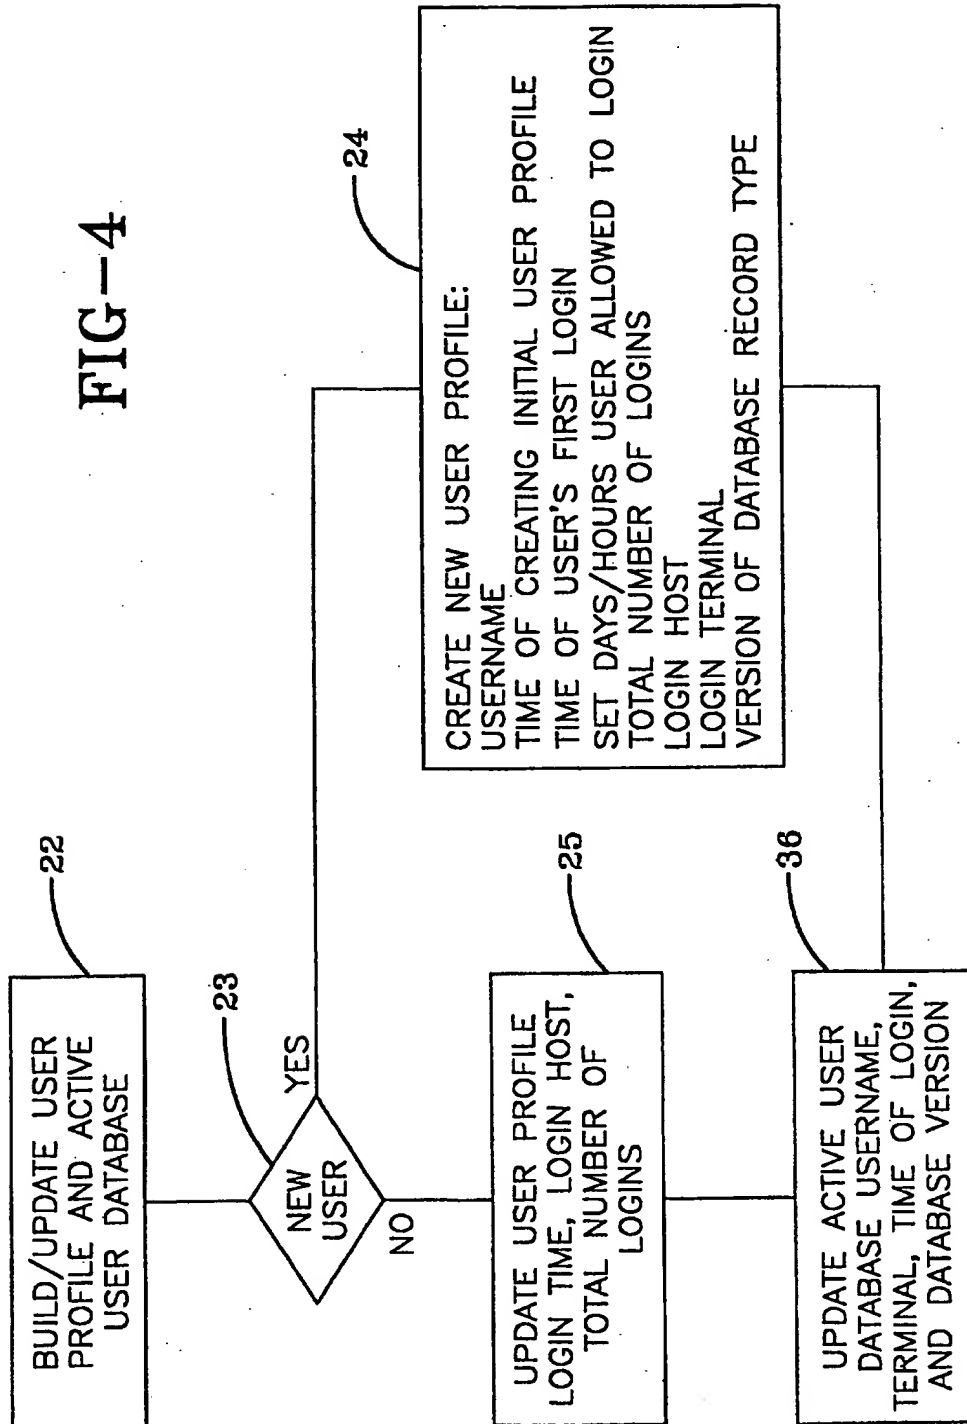 FIG-4
22
BUILD/UPDATE USER
PROFILE AND ACTIVE
USER DATABASE
23
NEW
USER
YES
NO
24
CREATE NEW USER PROFILE:
USERNAME
TIME OF CREATING INITIAL USER PROFILE
TIME OF USER'S FIRST LOGIN
SET DAYS/HOURS USER ALLOWED TO LOGIN
TOTAL NUMBER OF LOGINS
LOGIN HOST
LOGIN TERMINAL
VERSION OF DATABASE RECORD TYPE
25
UPDATE USER PROFILE
LOGIN TIME, LOGIN HOST,
TOTAL NUMBER OF
LOGINS
36
UPDATE ACTIVE USER
DATABASE USERNAME,
TERMINAL, TIME OF LOGIN,
AND DATABASE VERSION